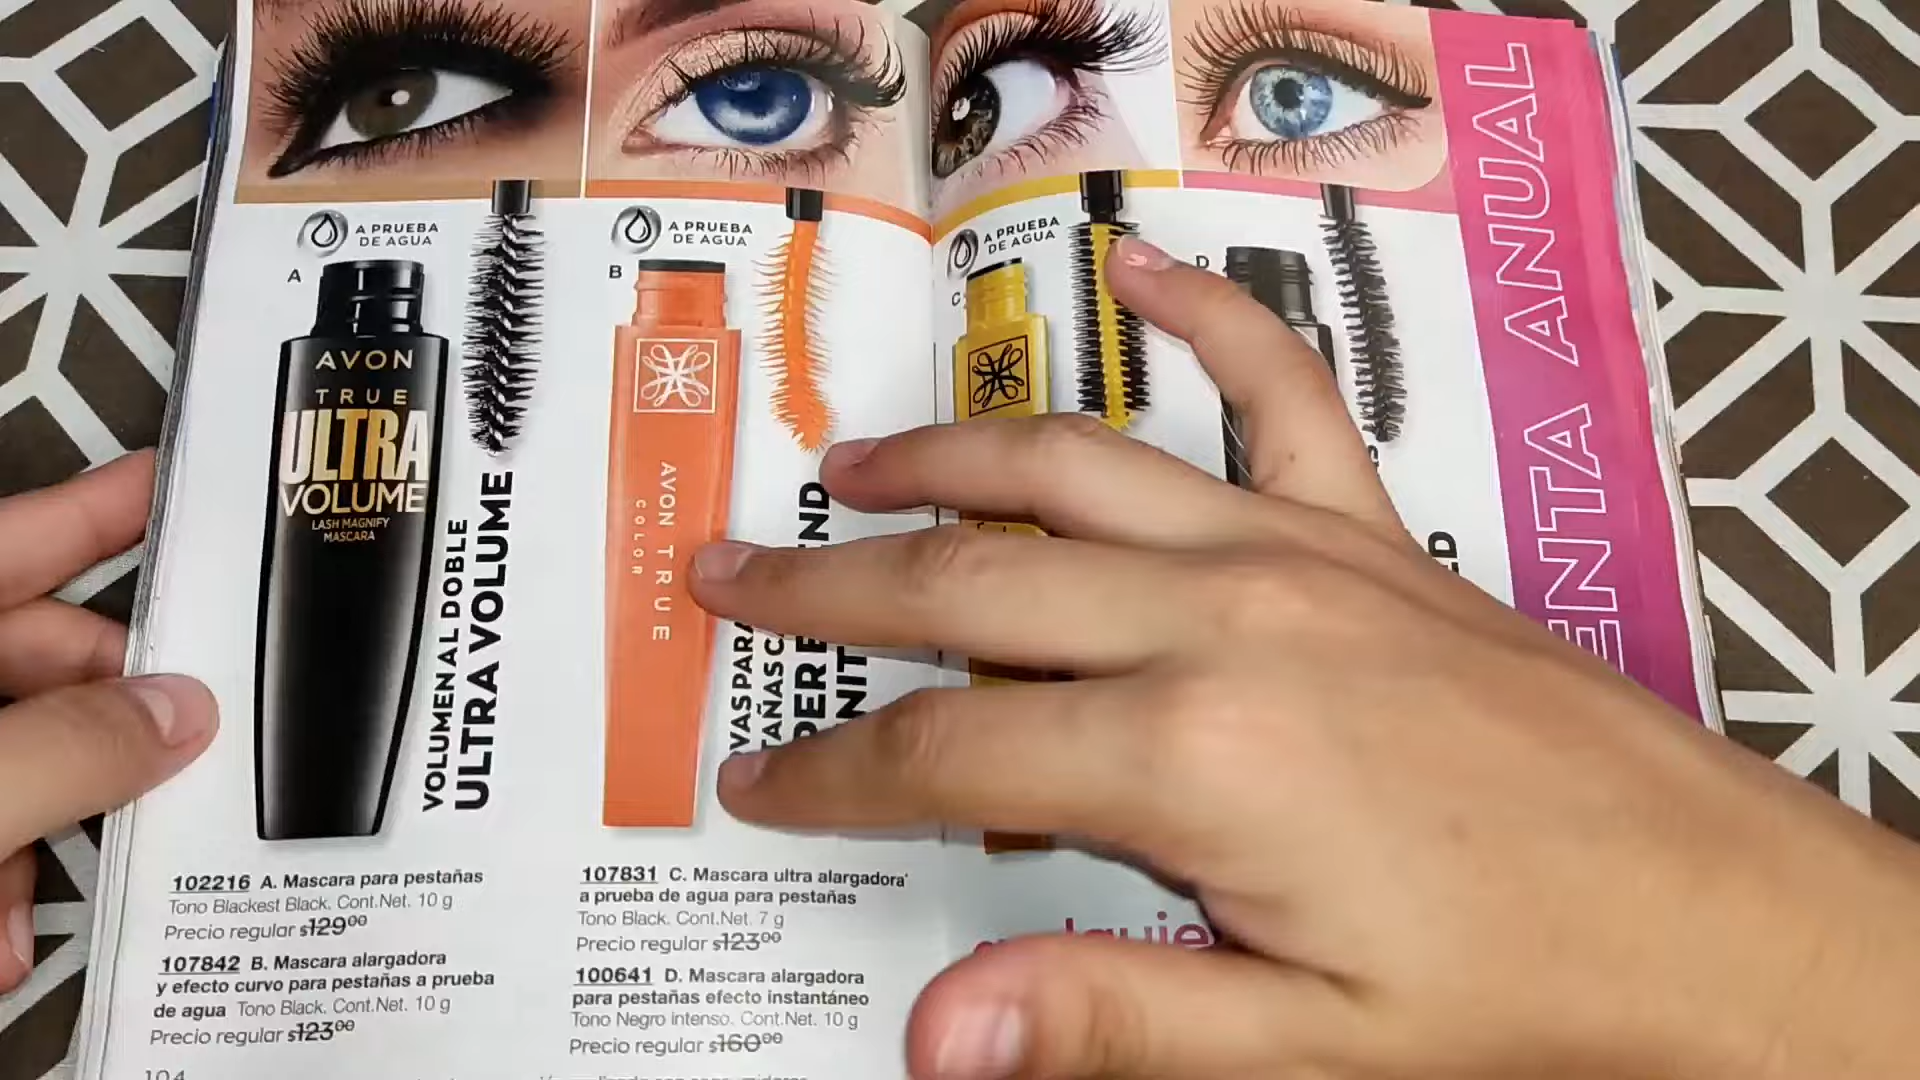 A PRUEBA
DE AGUA
A
AVON
TRUE
ULTRA
VOLUME
LASH MAGNIFY
MASCARA
VOLUMEN AL DOBLE
ULTRA VOLUME
A PRUEBA
DE AGUA
B
AVON TRUE
COLOR
A PRUEBA
DE AGUA
C
D
ANUAL
102216 A. Mascara para pestañas
Tono Blackest Black. Cont.Net. 10 g
Precio regular $129⁰⁰
107842 B. Mascara alargadora
y efecto curvo para pestañas a prueba
de agua Tono Black. Cont.Net. 10 g
Precio regular $123⁰⁰
107831 C. Mascara ultra alargadora*
a prueba de agua para pestañas
Tono Black. Cont.Net. 7 g
Precio regular $123⁰⁰
100641 D. Mascara alargadora
para pestañas efecto instantáneo
Tono Negro Intenso. Cont.Net. 10 g
Precio regular $160⁰⁰
104